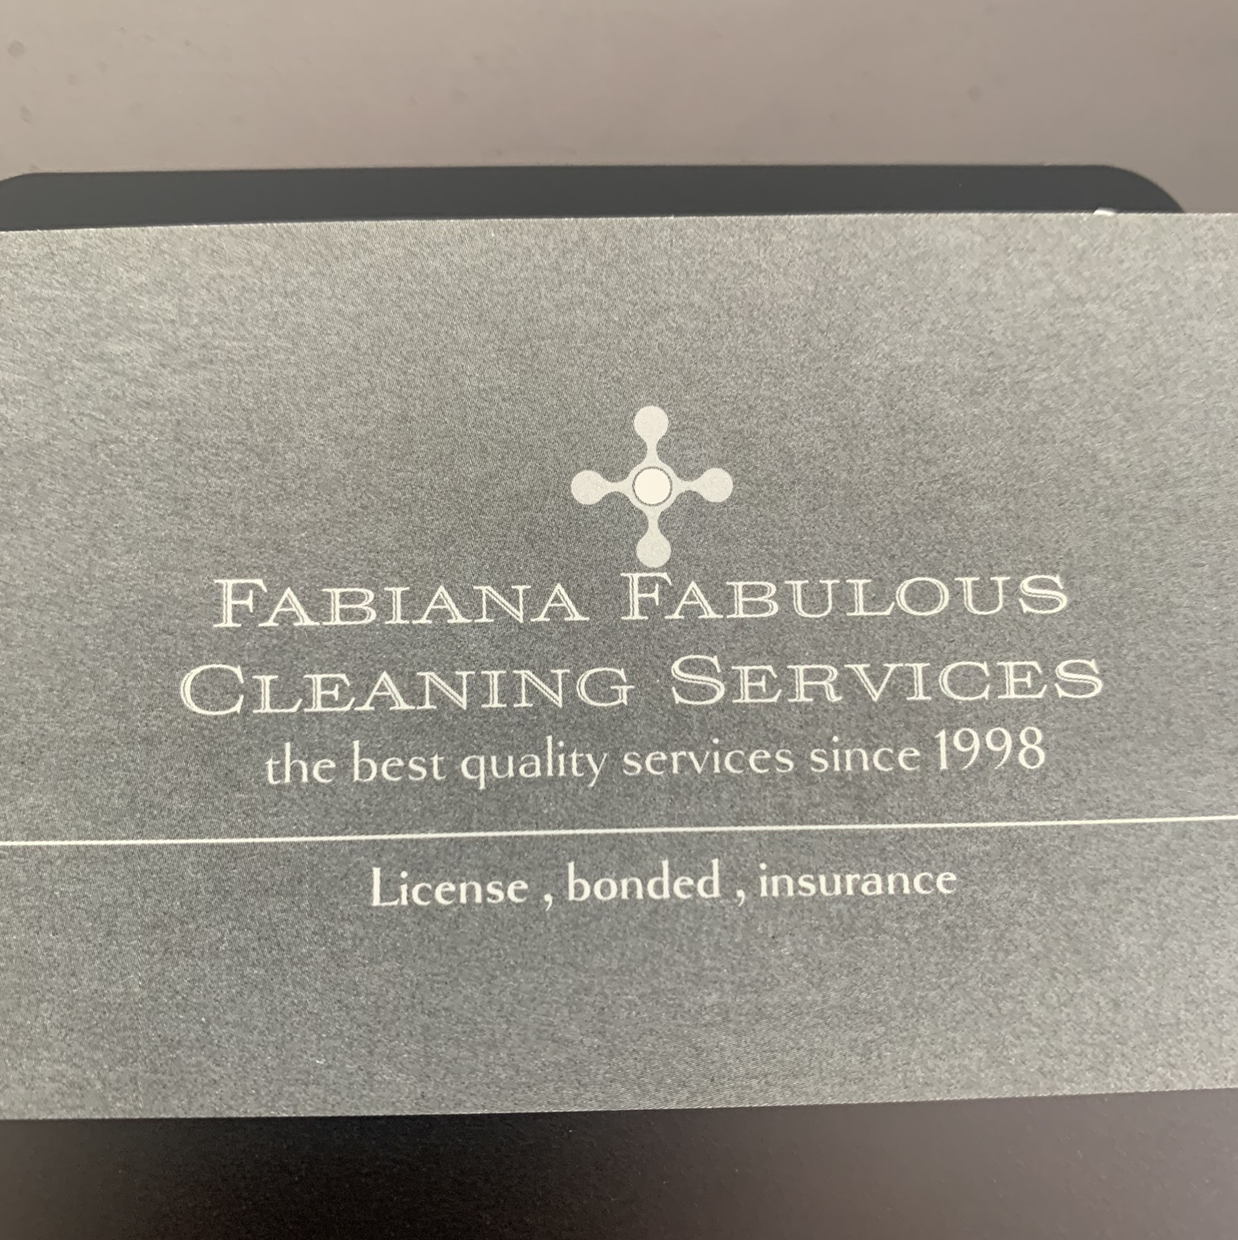 Fabiana Fabulous
Cleaning Services
the best quality services since 1998
License , bonded , insurance